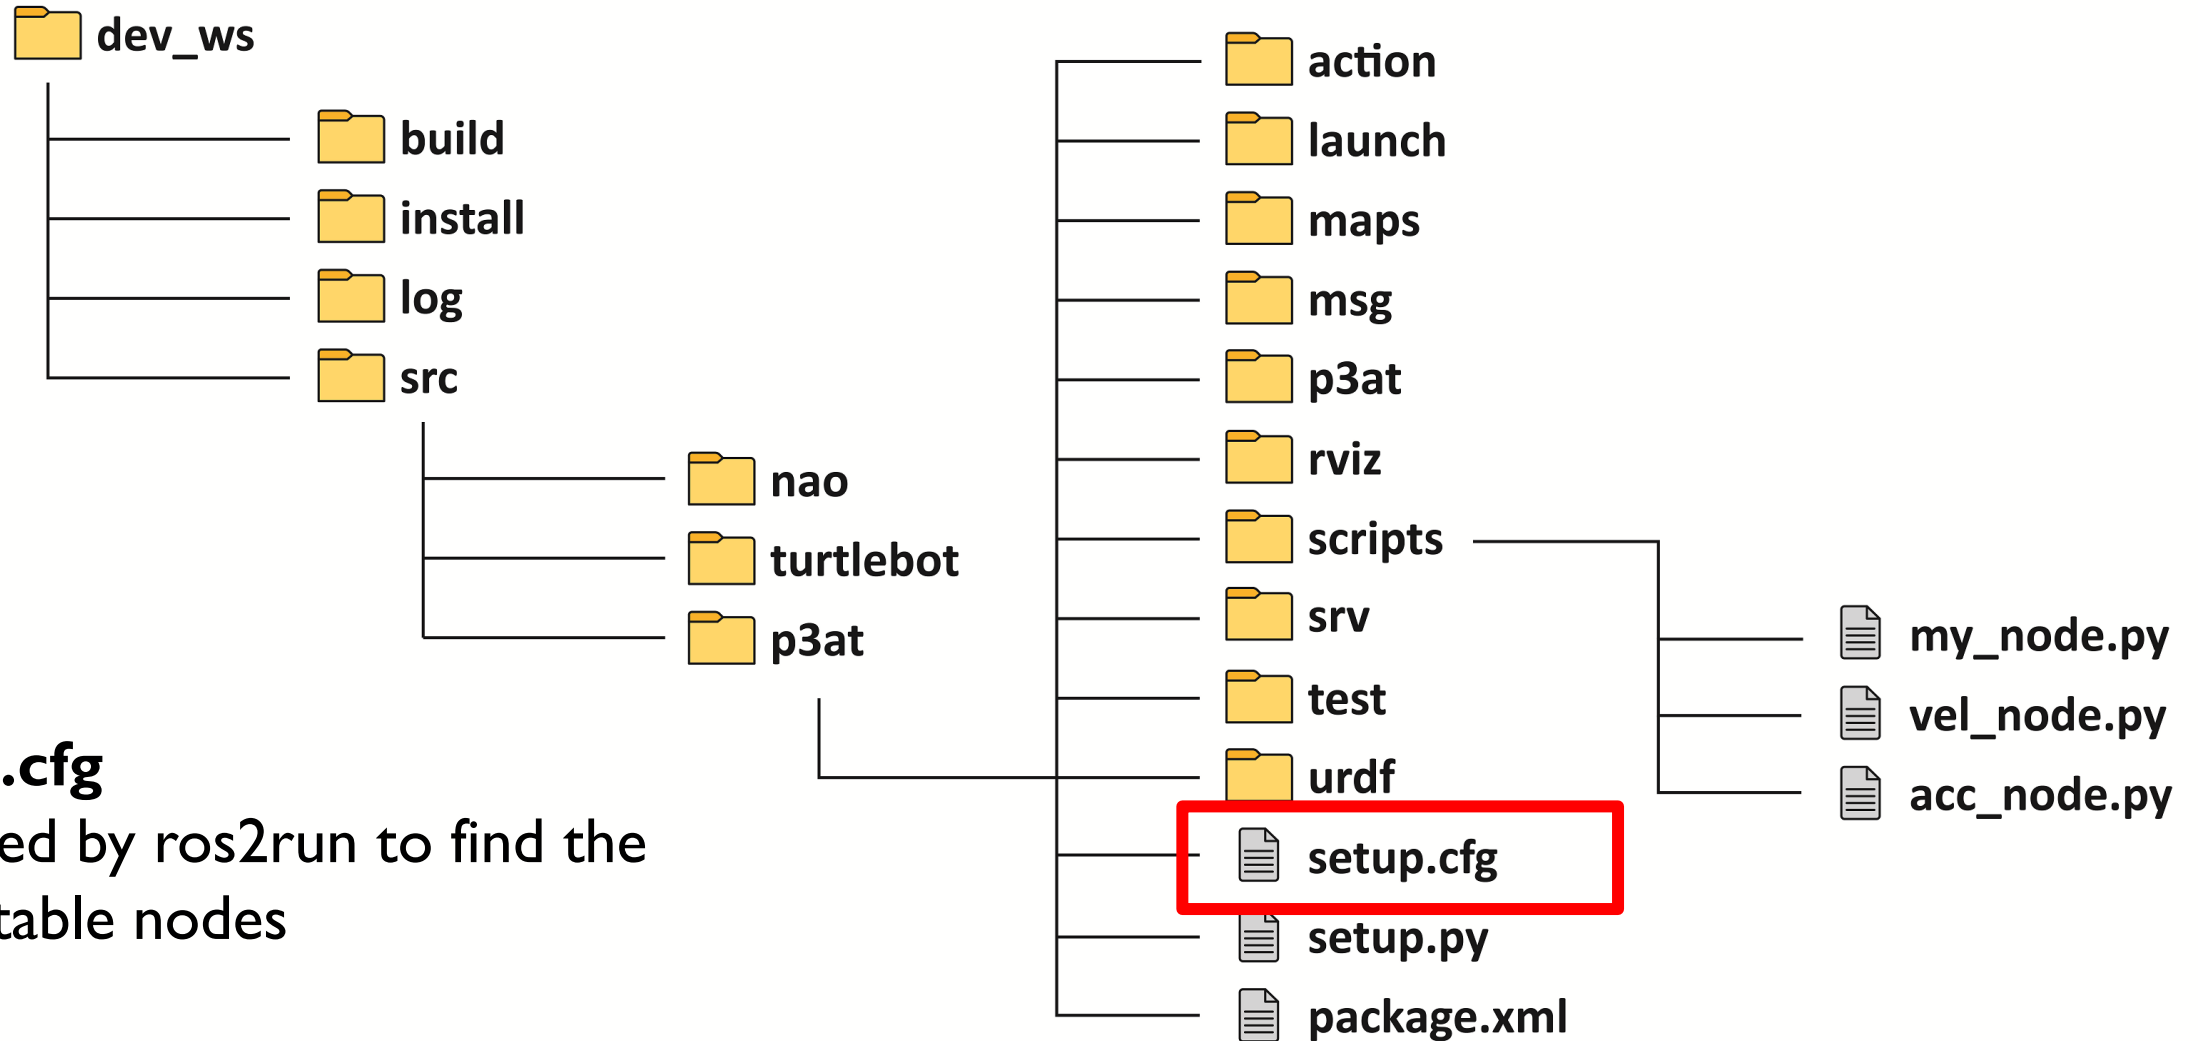 dev_ws
build
install
log
src
nao
turtlebot
p3at
action
launch
maps
msg
p3at
rviz
scripts
srv
test
urdf
setup.cfg
setup.py
package.xml
my_node.py
vel_node.py
acc_node.py
.cfg
ed by ros2run to find the
table nodes